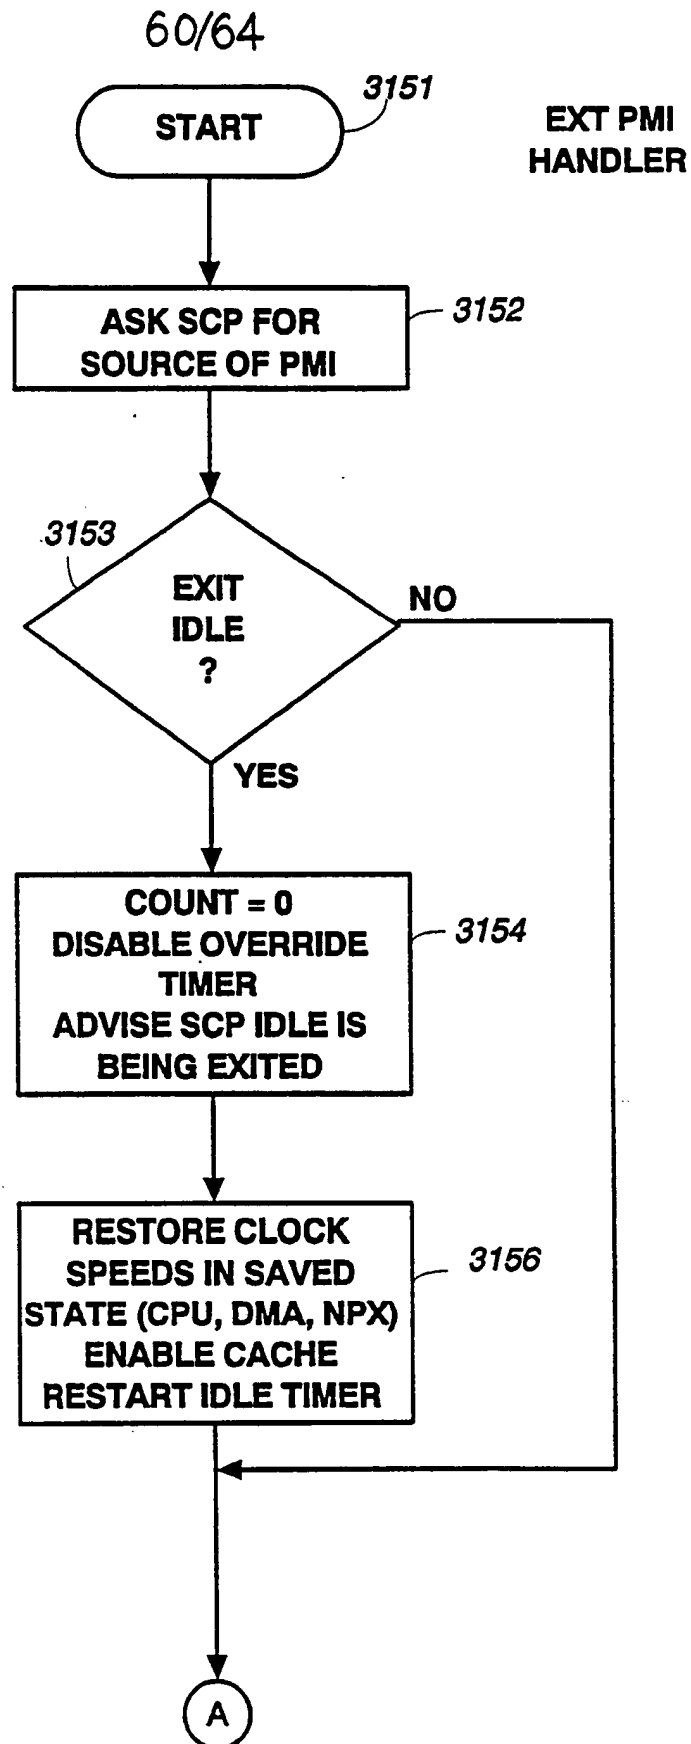 60/64
3151
START
EXT PMI
HANDLER
3152
ASK SCP FOR
SOURCE OF PMI
3153
EXIT
IDLE
?
NO
YES
COUNT = 0
DISABLE OVERRIDE
TIMER
ADVISE SCP IDLE IS
BEING EXITED
3154
RESTORE CLOCK
SPEEDS IN SAVED
STATE (CPU, DMA, NPX)
ENABLE CACHE
RESTART IDLE TIMER
3156
A